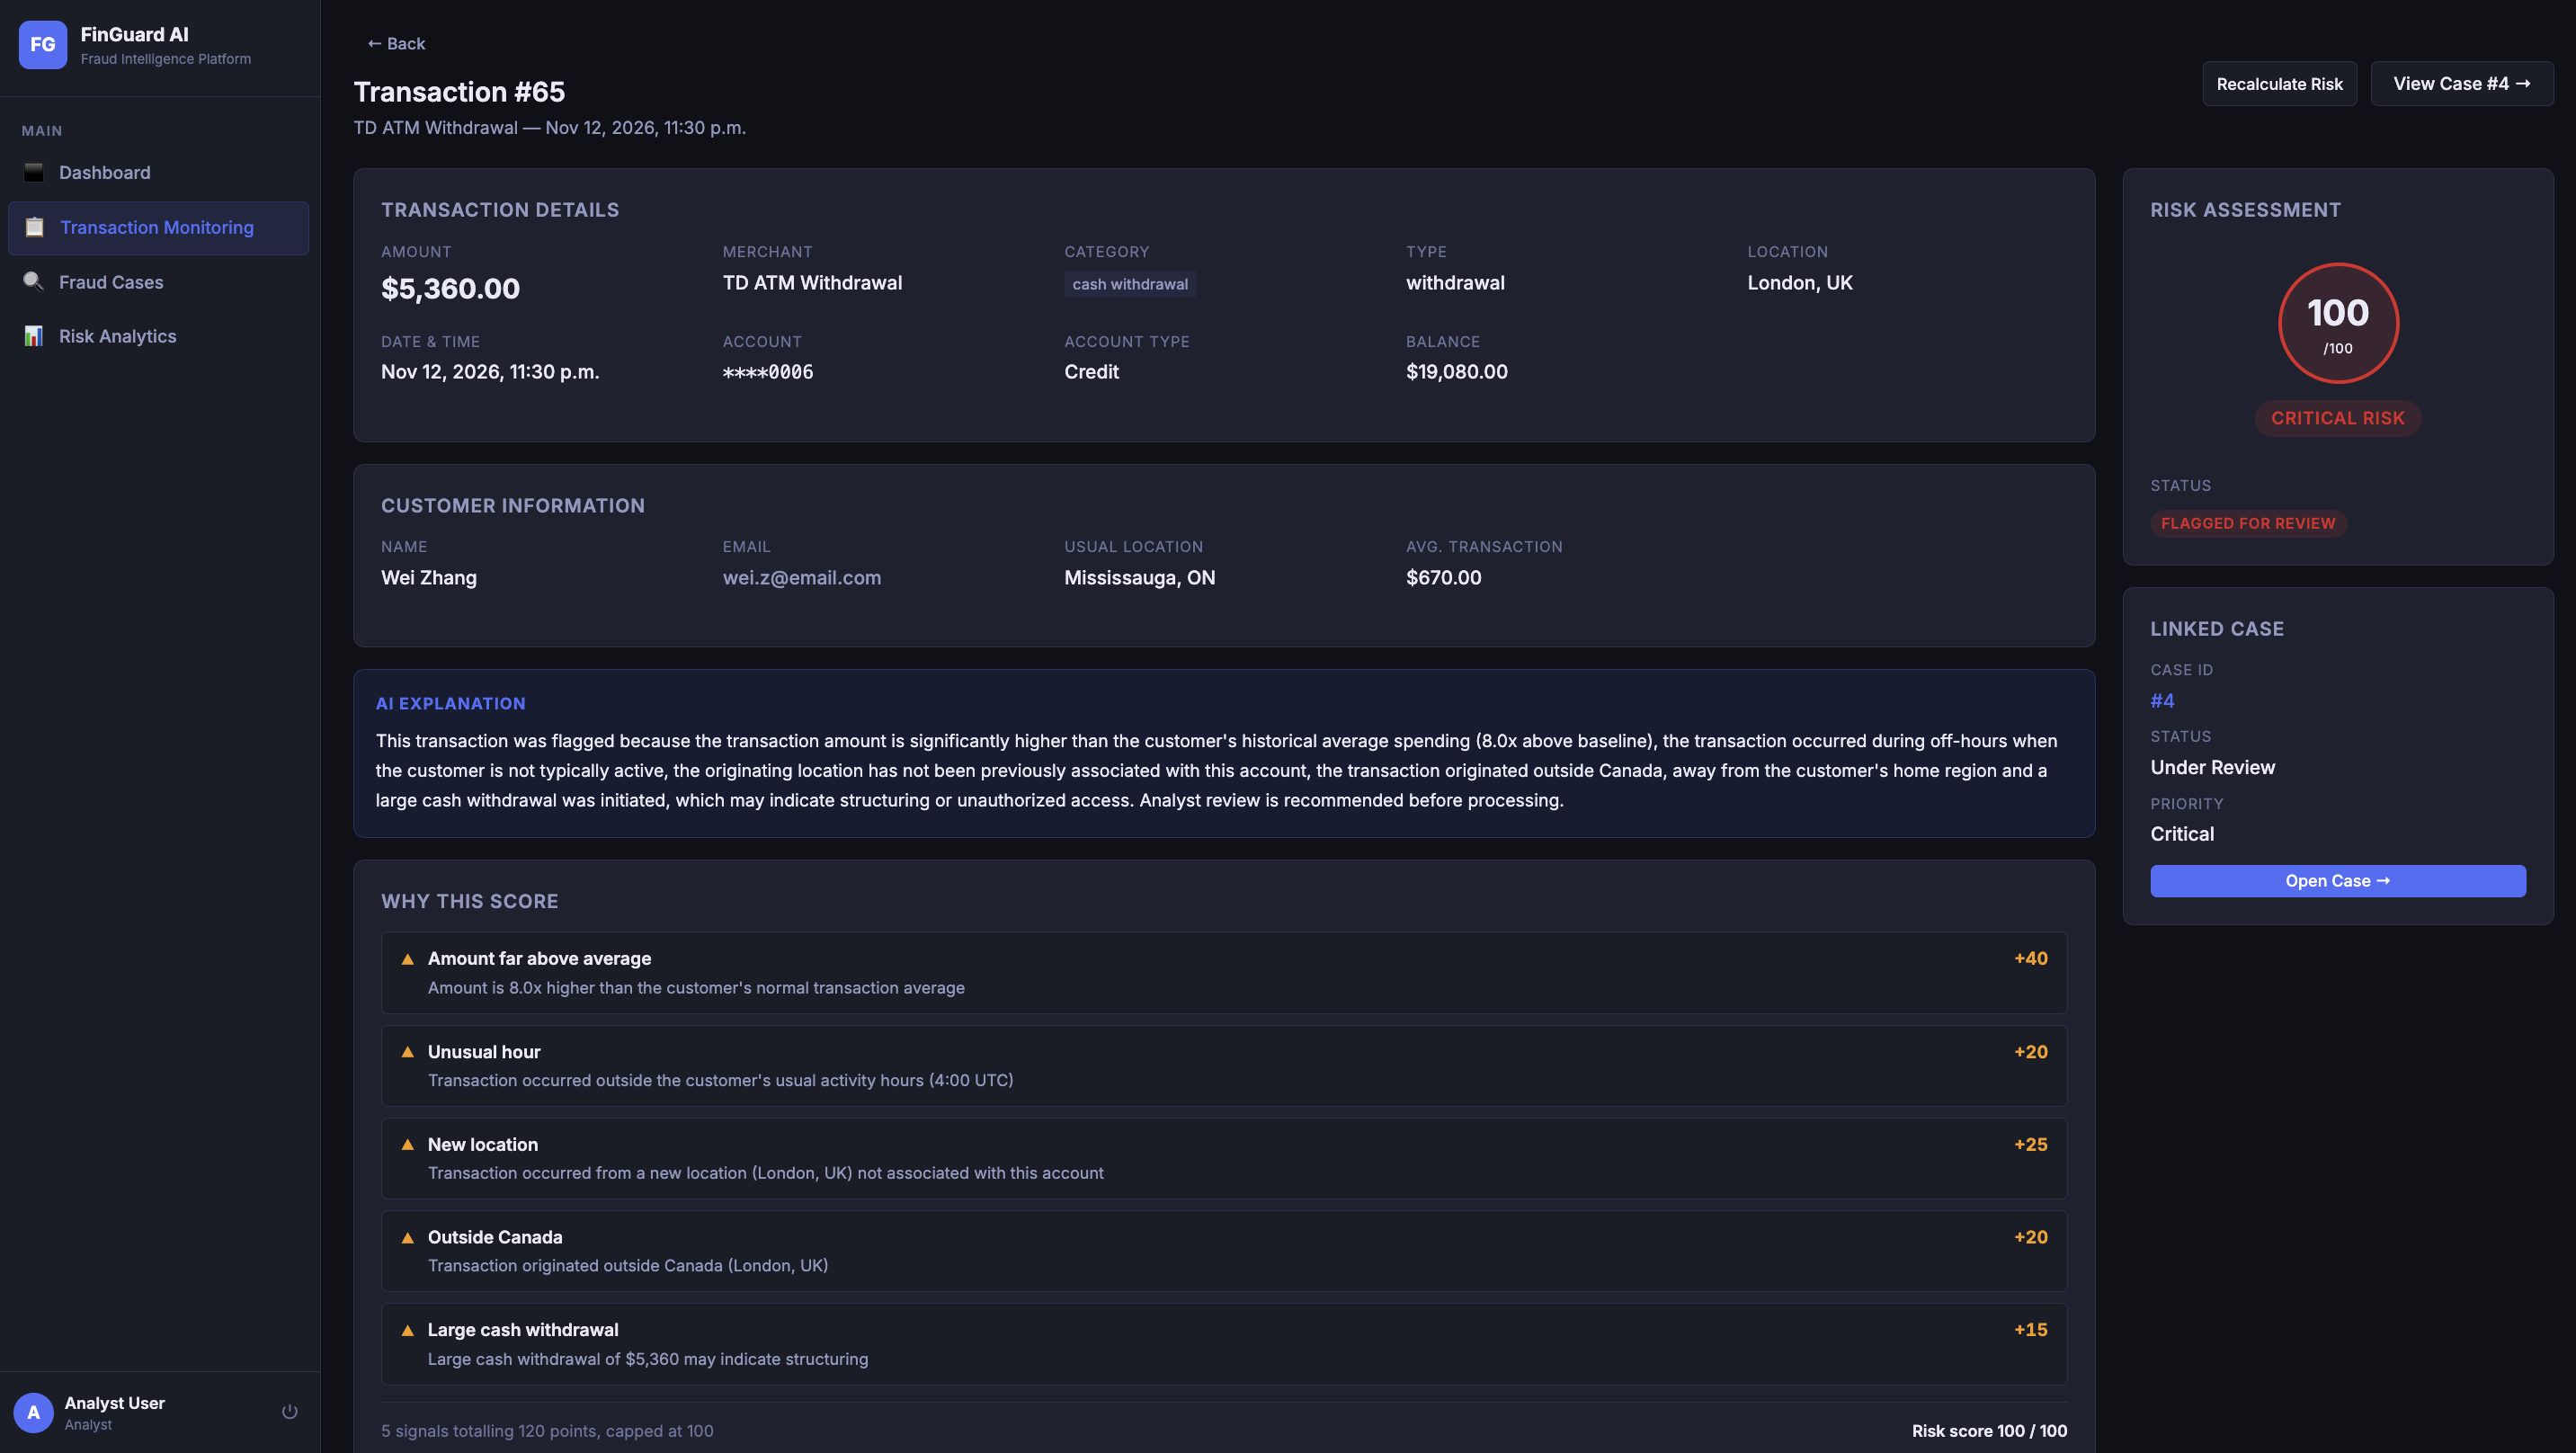 FG
FinGuard AI
Fraud Intelligence Platform
MAIN
Dashboard
Transaction Monitoring
Fraud Cases
Risk Analytics
A
Analyst User
Analyst
← Back
Transaction #65
TD ATM Withdrawal — Nov 12, 2026, 11:30 p.m.
Recalculate Risk
View Case #4 →
TRANSACTION DETAILS
AMOUNT
$5,360.00
MERCHANT
TD ATM Withdrawal
CATEGORY
cash withdrawal
TYPE
withdrawal
LOCATION
London, UK
DATE & TIME
Nov 12, 2026, 11:30 p.m.
ACCOUNT
****0006
ACCOUNT TYPE
Credit
BALANCE
$19,080.00
CUSTOMER INFORMATION
NAME
Wei Zhang
EMAIL
wei.z@email.com
USUAL LOCATION
Mississauga, ON
AVG. TRANSACTION
$670.00
AI EXPLANATION
This transaction was flagged because the transaction amount is significantly higher than the customer's historical average spending (8.0x above baseline), the transaction occurred during off-hours when
the customer is not typically active, the originating location has not been previously associated with this account, the transaction originated outside Canada, away from the customer's home region and a
large cash withdrawal was initiated, which may indicate structuring or unauthorized access. Analyst review is recommended before processing.
WHY THIS SCORE
Amount far above average
+40
Amount is 8.0x higher than the customer's normal transaction average
Unusual hour
+20
Transaction occurred outside the customer's usual activity hours (4:00 UTC)
New location
+25
Transaction occurred from a new location (London, UK) not associated with this account
Outside Canada
+20
Transaction originated outside Canada (London, UK)
Large cash withdrawal
+15
Large cash withdrawal of $5,360 may indicate structuring
5 signals totalling 120 points, capped at 100
Risk score 100 / 100
RISK ASSESSMENT
100
/100
CRITICAL RISK
STATUS
FLAGGED FOR REVIEW
LINKED CASE
CASE ID
#4
STATUS
Under Review
PRIORITY
Critical
Open Case →